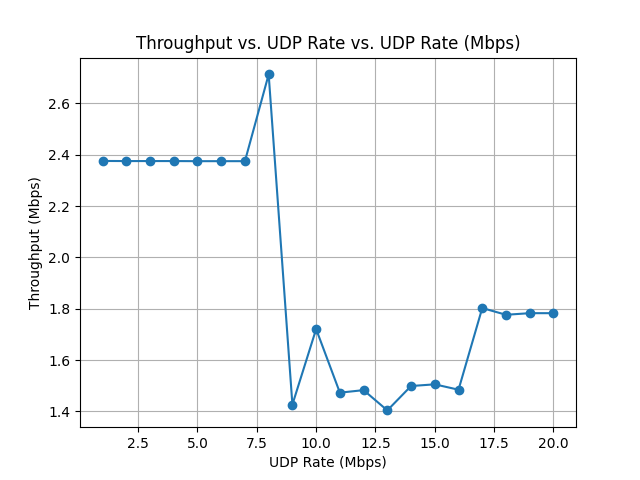 Throughput vs. UDP Rate vs. UDP Rate (Mbps)
Throughput (Mbps)
2.6
2.4
2.2
2.0
1.8
1.6
1.4
2.5 5.0 7.5 10.0 12.5 15.0 17.5 20.0
UDP Rate (Mbps)